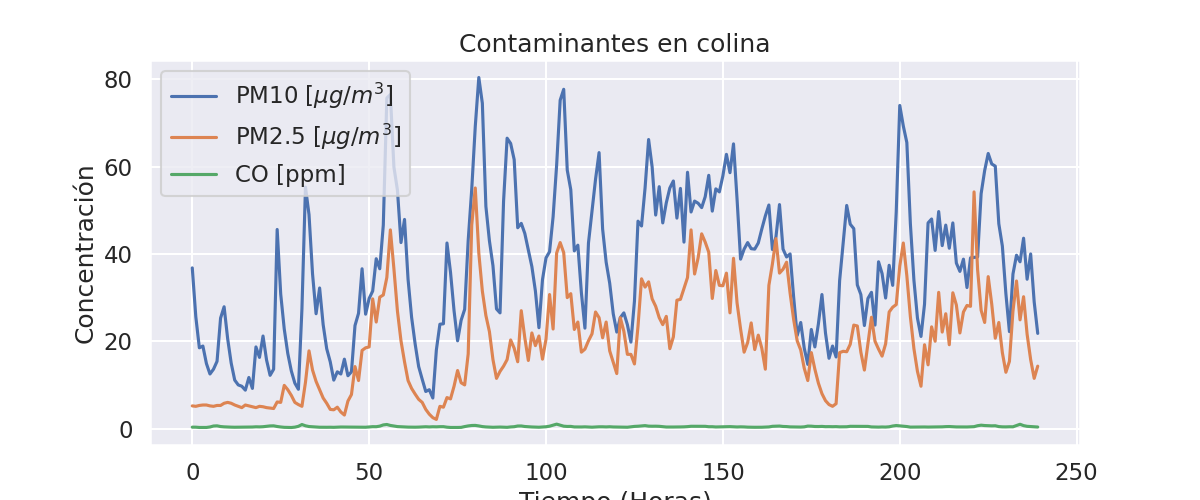 Contaminantes en colina
PM10 [μg/m³]
PM2.5 [μg/m³]
CO [ppm]
Concentración
80
60
40
20
0
0 50 100 150 200 250
Tiempo (Horas)